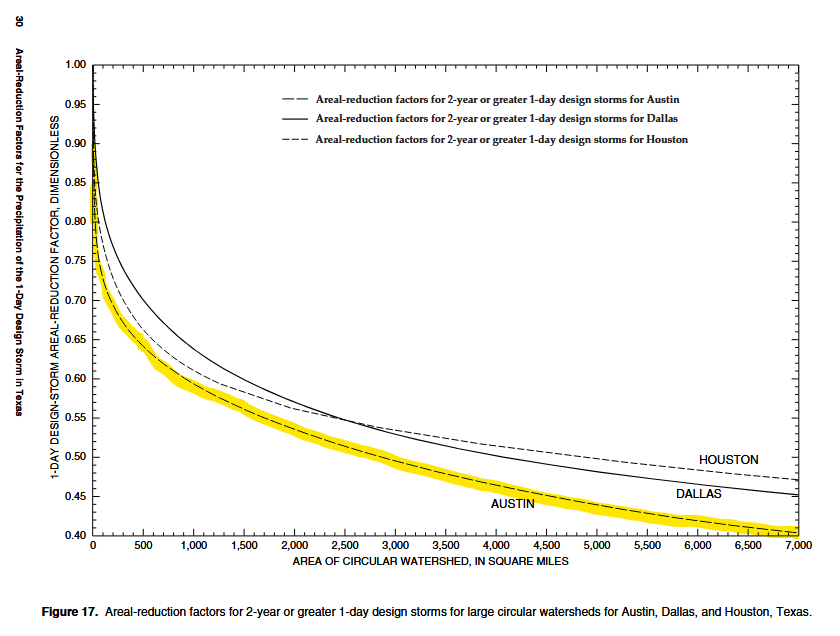 30
Areal-Reduction Factors for the Precipitation of the 1-Day Design Storm in Texas
1-DAY DESIGN-STORM AREAL-REDUCTION FACTOR, DIMENSIONLESS
1.00
0.95
0.90
0.85
0.80
0.75
0.70
0.65
0.60
0.55
0.50
0.45
0.40
Areal-reduction factors for 2-year or greater 1-day design storms for Austin
Areal-reduction factors for 2-year or greater 1-day design storms for Dallas
Areal-reduction factors for 2-year or greater 1-day design storms for Houston
HOUSTON
DALLAS
AUSTIN
0 500 1,000 1,500 2,000 2,500 3,000 3,500 4,000 4,500 5,000 5,500 6,000 6,500 7,000
AREA OF CIRCULAR WATERSHED, IN SQUARE MILES
Figure 17. Areal-reduction factors for 2-year or greater 1-day design storms for large circular watersheds for Austin, Dallas, and Houston, Texas.